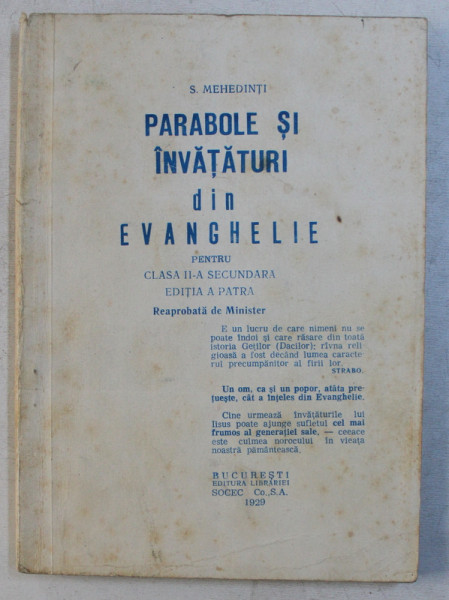 S. MEHEDINȚI
PARABOLE ȘI
ÎNVĂȚĂTURI
din
EVANGHELIE
PENTRU
CLASA II-A SECUNDARA
EDIȚIA A PATRA
Reaprobată de Minister
E un lucru de care nimeni nu se
poate îndoi și care răsare din toată
istoria Geților (Dacilor); rîvna reli
gioasă a fost decând lumea caracte
rul precumpănitor al firii lor.
STRABO.
Un om, ca și un popor, atâta pre-
țuește, cât a înțeles din Evanghelie.
Cine urmează învățăturile lui
Iisus poate ajunge sufletul cel mai
frumos al generației sale, — ceeace
este culmea norocului în vieața
noastră pământească.
BUCUREȘTI
EDITURA LIBRĂRIEI
SOCEC Co., S.A.
1929